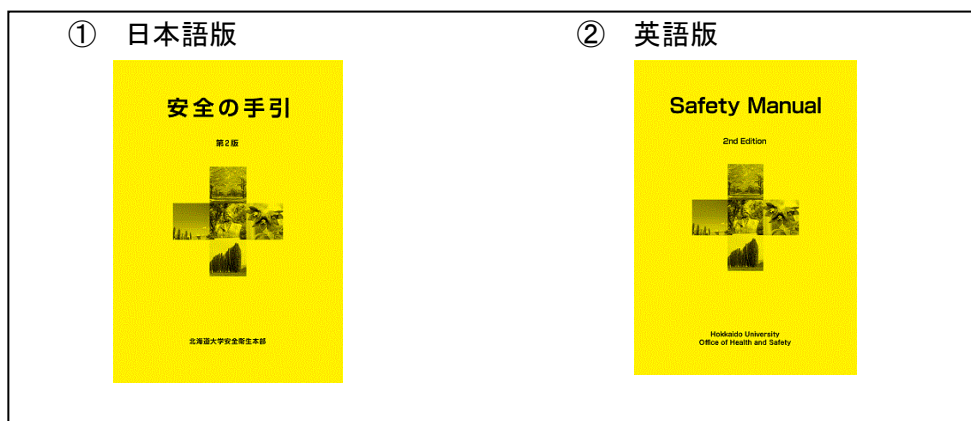 ① 日本語版
安全の手引
第2版
北海道大学安全衛生本部
② 英語版
Safety Manual
2nd Edition
Hokkaido University
Office of Health and Safety